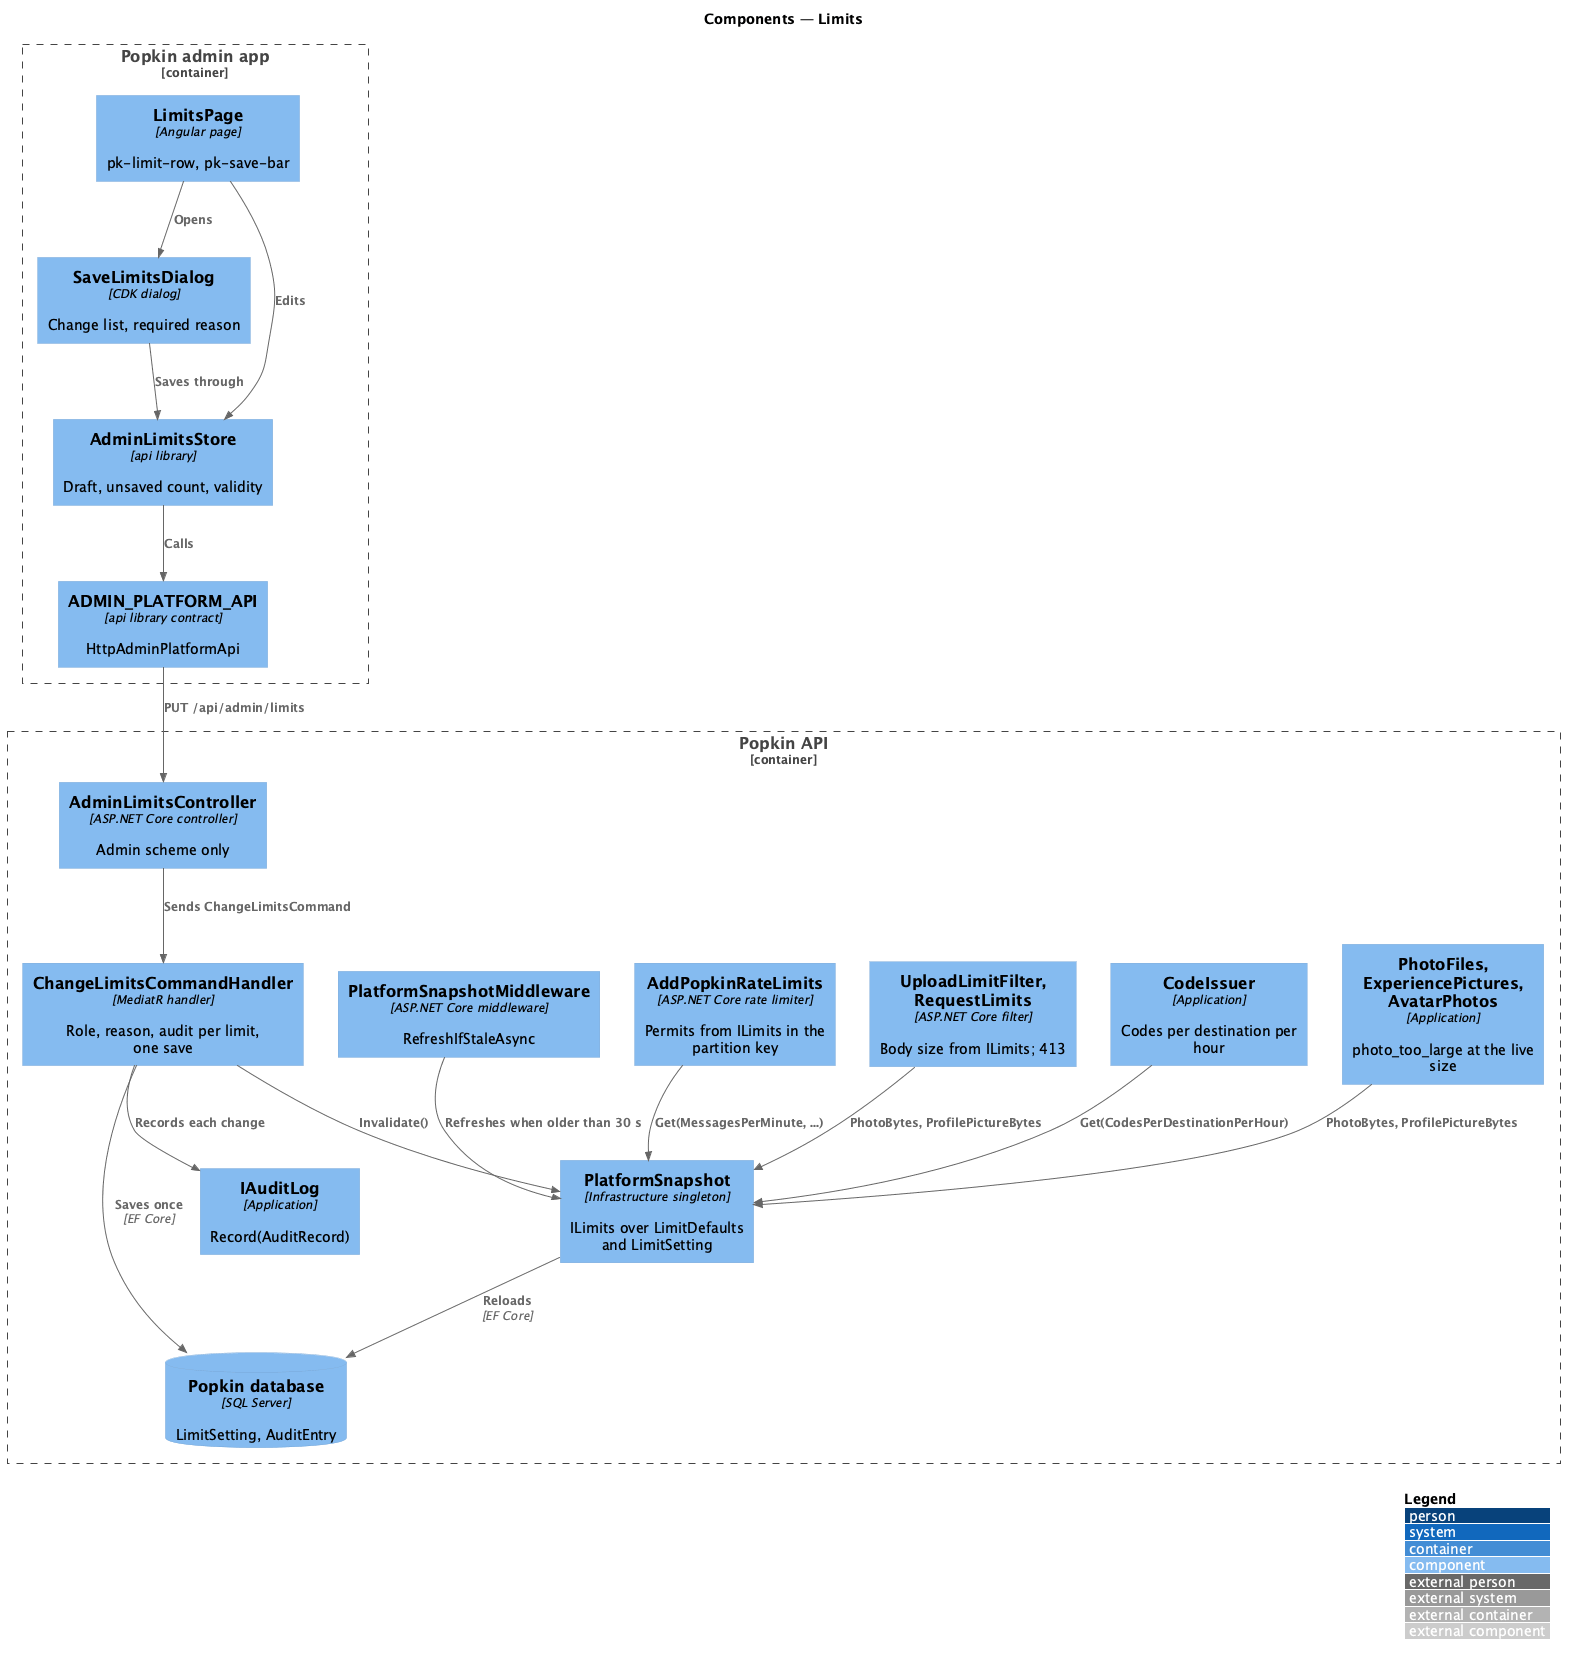 Components — Limits
Popkin admin app
[container]
LimitsPage
[Angular page]
pk-limit-row, pk-save-bar
Opens
Edits
SaveLimitsDialog
[CDK dialog]
Change list, required reason
Saves through
AdminLimitsStore
[api library]
Draft, unsaved count, validity
Calls
ADMIN_PLATFORM_API
[api library contract]
HttpAdminPlatformApi
PUT /api/admin/limits
Popkin API
[container]
AdminLimitsController
[ASP.NET Core controller]
Admin scheme only
Sends ChangeLimitsCommand
ChangeLimitsCommandHandler
[MediatR handler]
Role, reason, audit per limit,
one save
PlatformSnapshotMiddleware
[ASP.NET Core middleware]
RefreshIfStaleAsync
AddPopkinRateLimits
[ASP.NET Core rate limiter]
Permits from ILimits in the
partition key
UploadLimitFilter,
RequestLimits
[ASP.NET Core filter]
Body size from ILimits; 413
CodeIssuer
[Application]
Codes per destination per
hour
PhotoFiles,
ExperiencePictures,
AvatarPhotos
[Application]
photo_too_large at the live
size
Records each change
Invalidate()
Refreshes when older than 30 s
Get(MessagesPerMinute, ...)
PhotoBytes, ProfilePictureBytes
Get(CodesPerDestinationPerHour)
PhotoBytes, ProfilePictureBytes
Saves once
[EF Core]
IAuditLog
[Application]
Record(AuditRecord)
PlatformSnapshot
[Infrastructure singleton]
ILimits over LimitDefaults
and LimitSetting
Reloads
[EF Core]
Popkin database
[SQL Server]
LimitSetting, AuditEntry
Legend
person
system
container
component
external person
external system
external container
external component